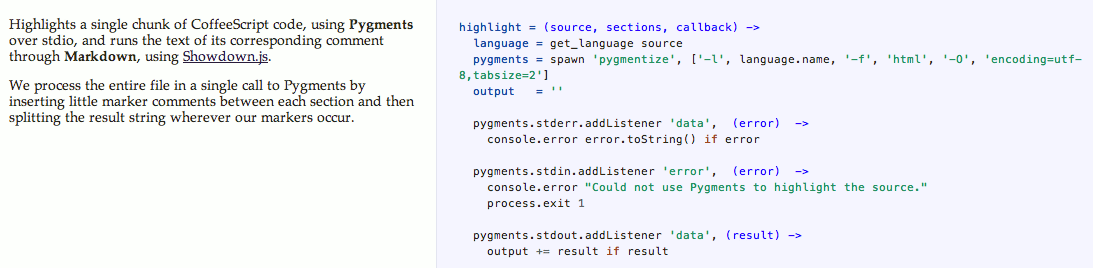 Highlights a single chunk of CoffeeScript code, using Pygments
over stdio, and runs the text of its corresponding comment
through Markdown, using Showdown.js.
We process the entire file in a single call to Pygments by
inserting little marker comments between each section and then
splitting the result string wherever our markers occur.
highlight = (source, sections, callback) ->
  language = get_language source
  pygments = spawn 'pygmentize', ['-l', language.name, '-f', 'html', '-O', 'encoding=utf-
8,tabsize=2']
  output   = ''
  pygments.stderr.addListener 'data',  (error)  ->
    console.error error.toString() if error
  pygments.stdin.addListener 'error',  (error)  ->
    console.error "Could not use Pygments to highlight the source."
    process.exit 1
  pygments.stdout.addListener 'data', (result) ->
    output += result if result